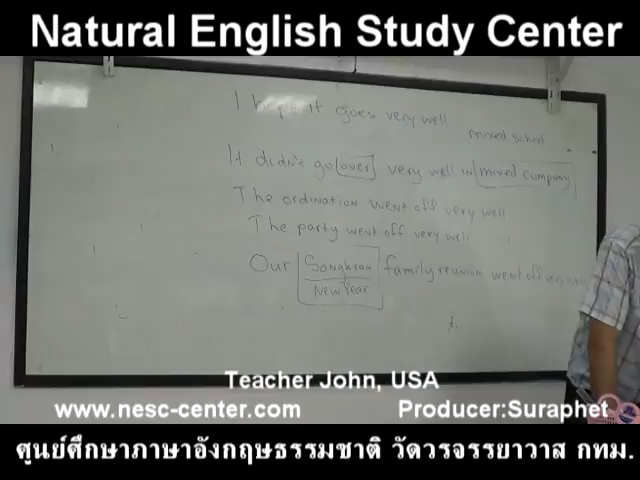 Natural English Study Center
I hope it goes very well
mixed school
It didn't go over very well in mixed company
The ordination went off very well
The party went off very well
Our Songkran family reunion went off very well
New Year
Teacher John, USA
www.nesc-center.com Producer:Suraphet
ศูนย์ศึกษาภาษาอังกฤษธรรมชาติ วัดวรจรรยาวาส กทม.